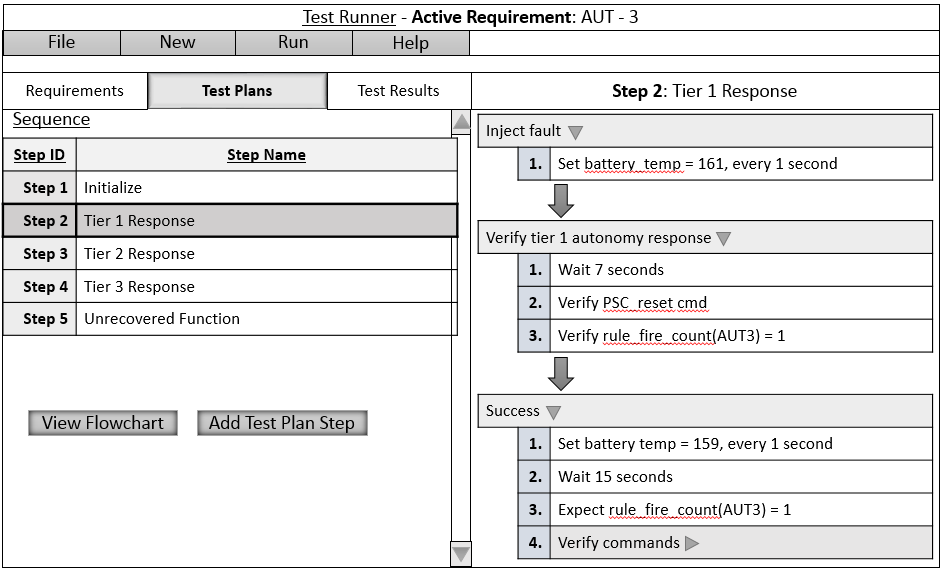 Test Runner - Active Requirement: AUT - 3
File New Run Help
Requirements Test Plans Test Results
Sequence
Step ID Step Name
Step 1 Initialize
Step 2 Tier 1 Response
Step 3 Tier 2 Response
Step 4 Tier 3 Response
Step 5 Unrecovered Function
View Flowchart Add Test Plan Step
Step 2: Tier 1 Response
Inject fault
1. Set battery_temp = 161, every 1 second
Verify tier 1 autonomy response
1. Wait 7 seconds
2. Verify PSC_reset cmd
3. Verify rule_fire_count(AUT3) = 1
Success
1. Set battery temp = 159, every 1 second
2. Wait 15 seconds
3. Expect rule_fire_count(AUT3) = 1
4. Verify commands